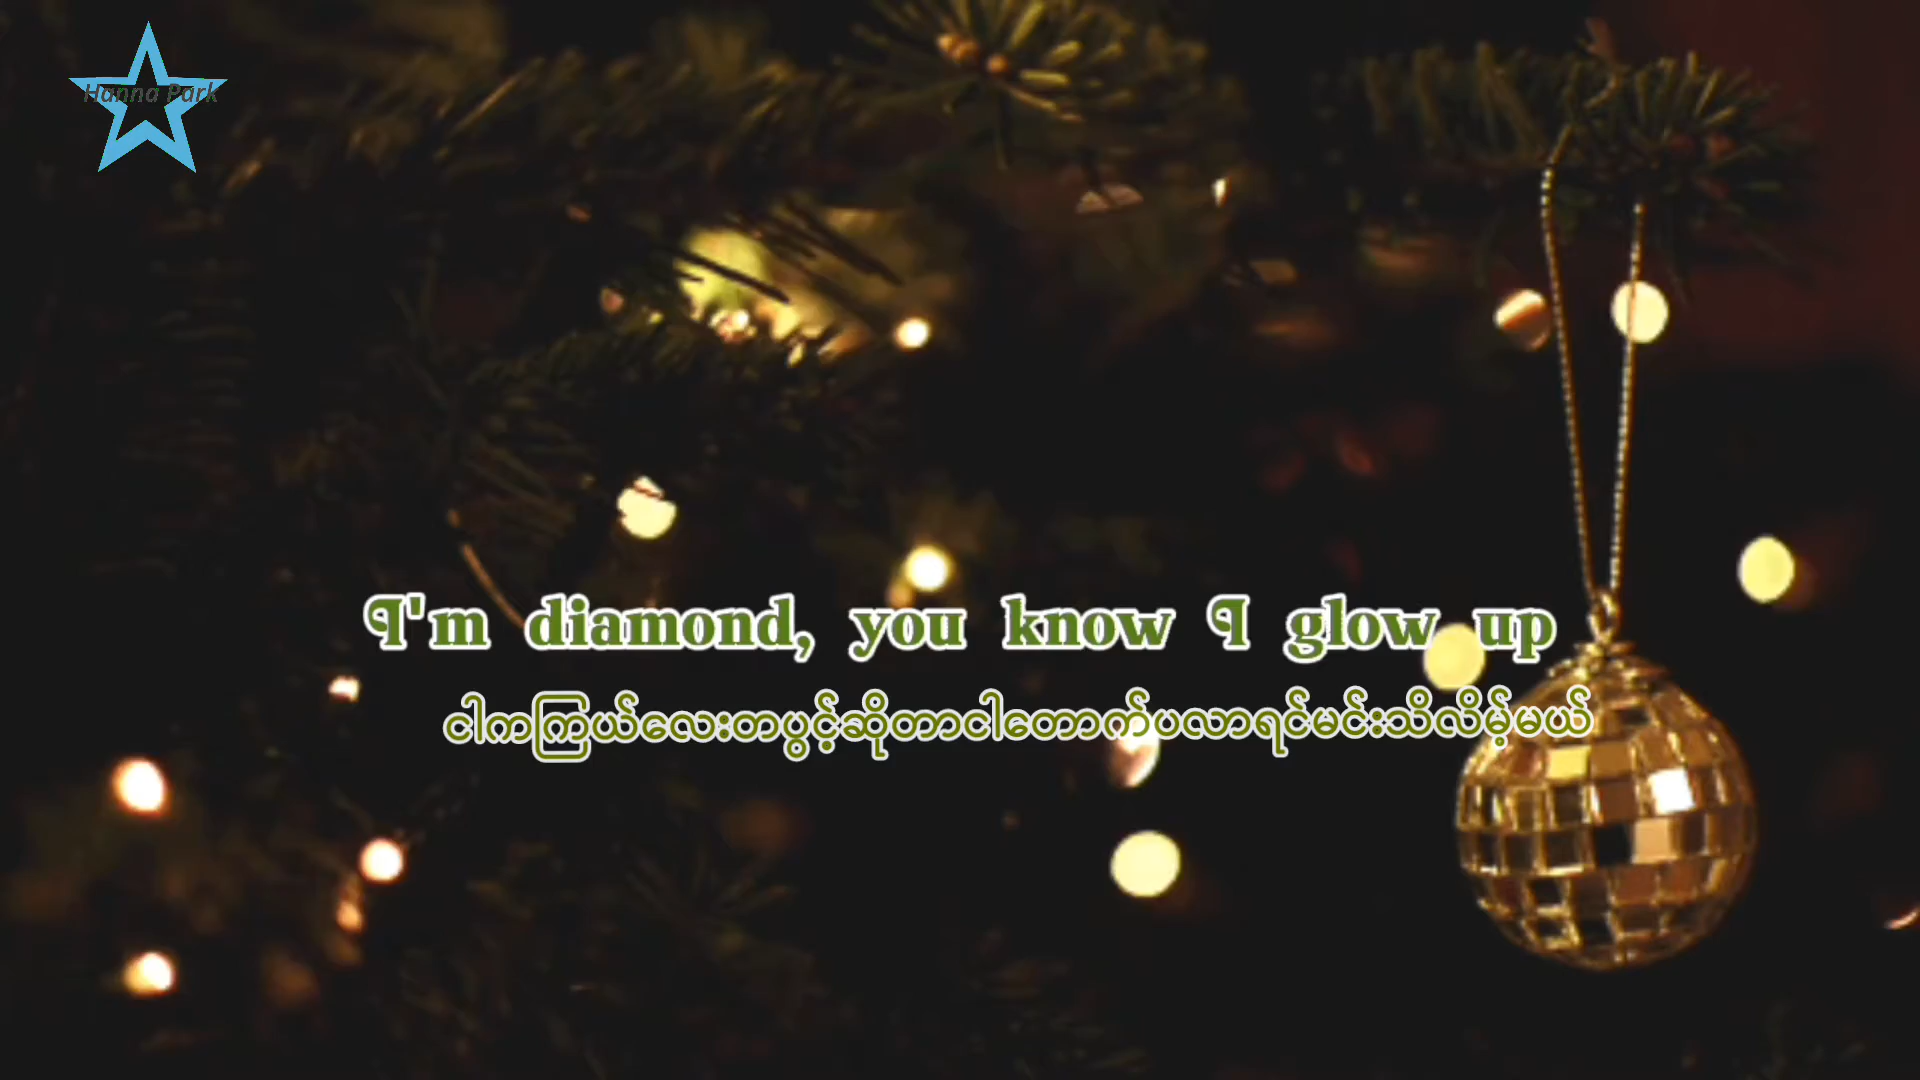 Hanna Park
I'm diamond, you know I glow up
ငါကကြယ်လေးတပွင့်ဆိုတာငါတောက်ပလာရင်မင်းသိလိမ့်မယ်